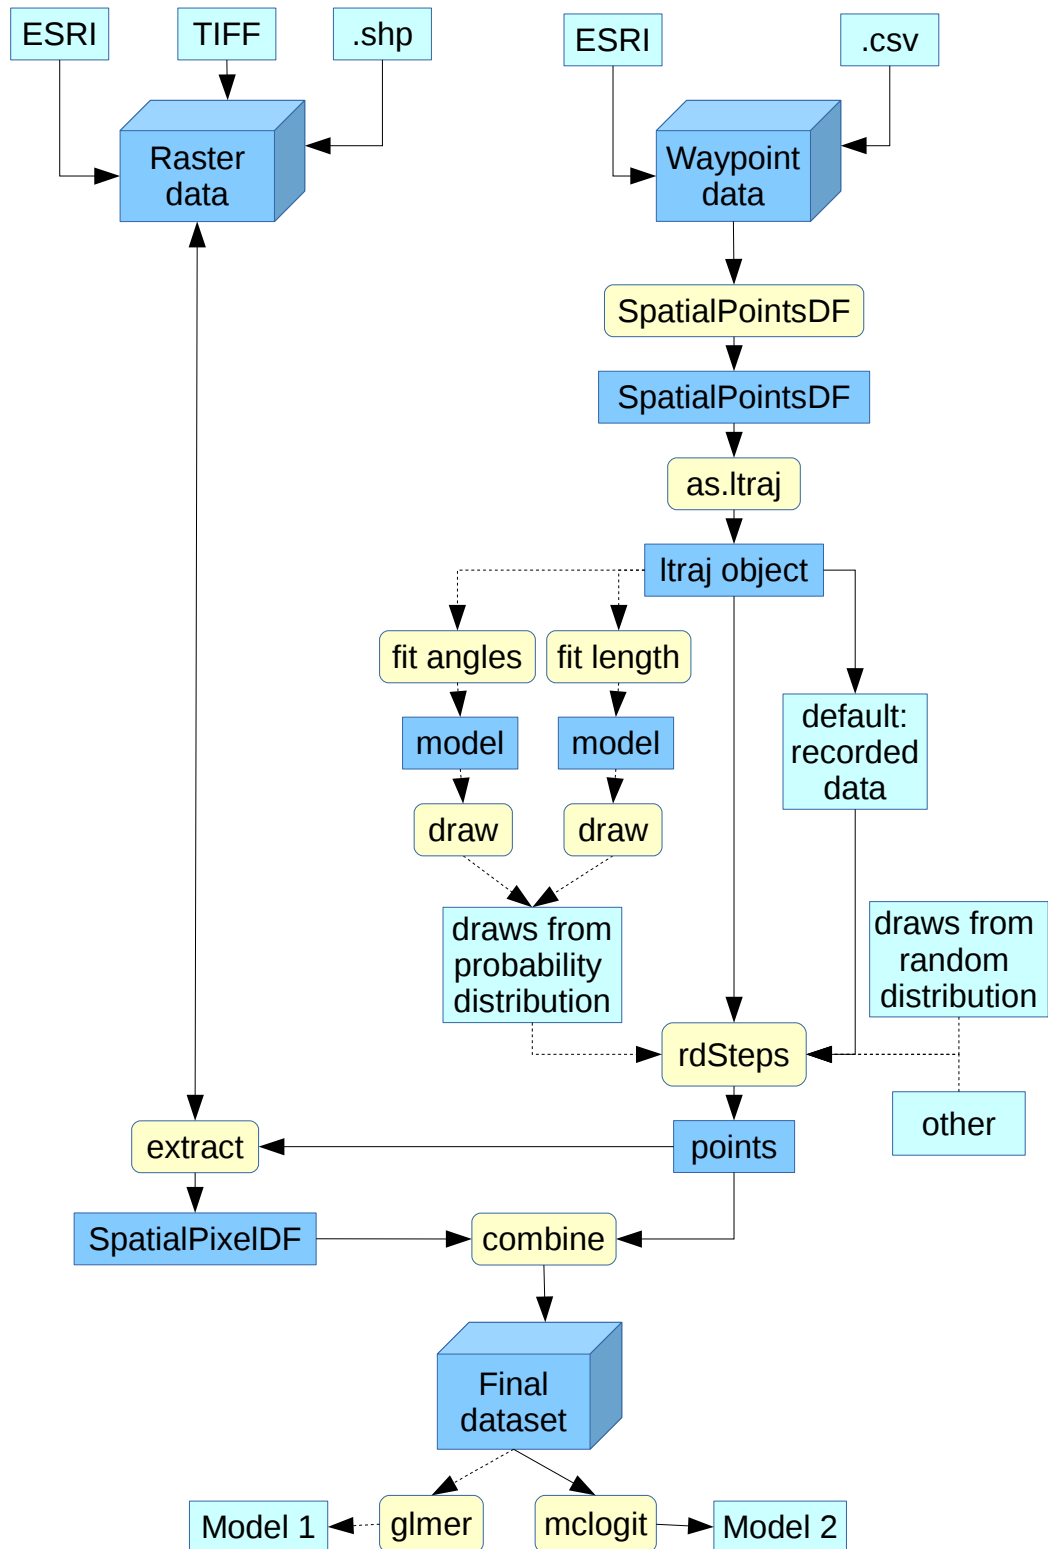 ESRI
TIFF
.shp
ESRI
.csv
Raster
data
Waypoint
data
SpatialPointsDF
SpatialPointsDF
as.ltraj
ltraj object
fit angles
fit length
model
model
default:
recorded
data
draw
draw
draws from
probability
distribution
draws from
random
distribution
rdSteps
other
extract
points
SpatialPixelDF
combine
Final
dataset
Model 1
glmer
mclogit
Model 2